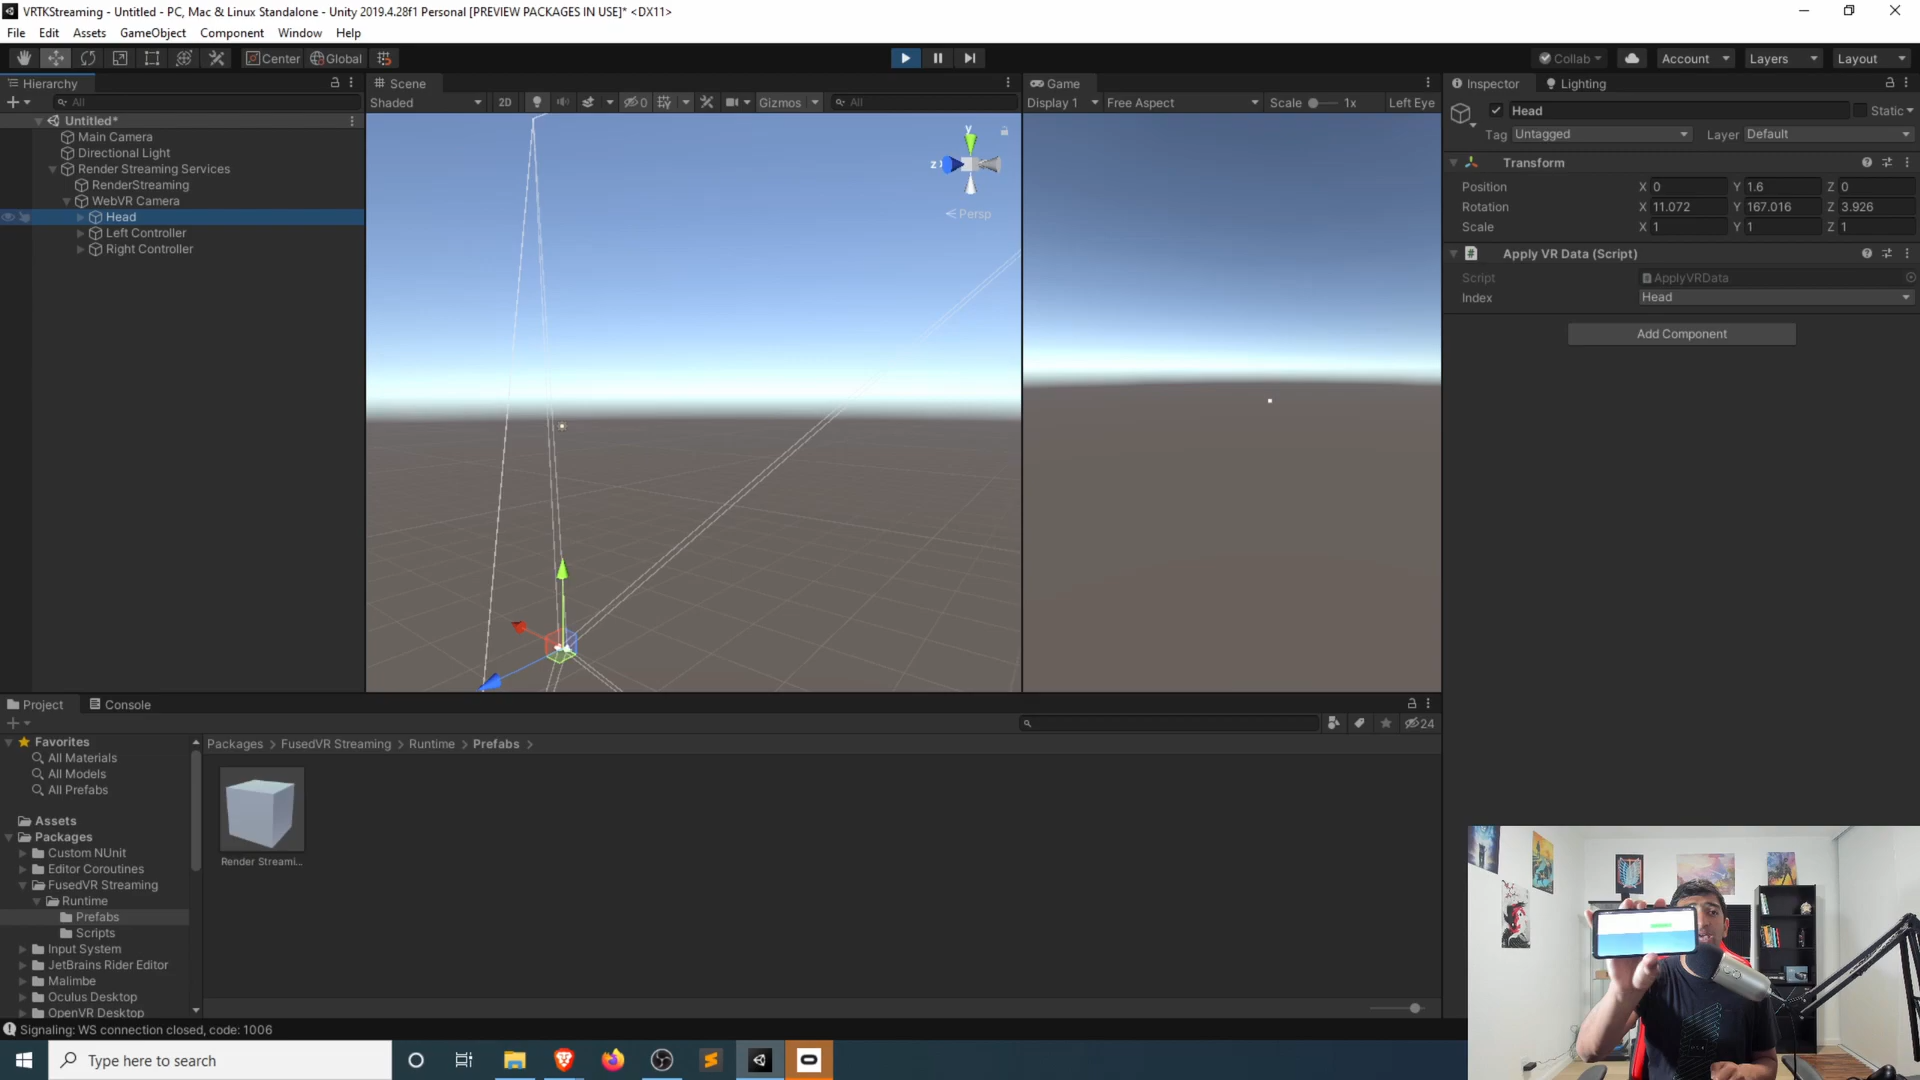 VRTKStreaming - Untitled - PC, Mac & Linux Standalone - Unity 2019.4.28f1 Personal [PREVIEW PACKAGES IN USE]* <DX11>
File Edit Assets GameObject Component Window Help
Center Global Collab Account Layers Layout
Hierarchy
All
Untitled*
Main Camera
Directional Light
Render Streaming Services
RenderStreaming
WebVR Camera
Head
Left Controller
Right Controller
Scene
Shaded 2D 0 Gizmos All
y
z
Persp
Game
Display 1 Free Aspect Scale 1x Left Eye
Inspector Lighting
Head Static
Tag Untagged Layer Default
Transform
Position X 0 Y 1.6 Z 0
Rotation X 11.072 Y 167.016 Z 3.926
Scale X 1 Y 1 Z 1
Apply VR Data (Script)
Script ApplyVRData
Index Head
Add Component
Project Console
24
Favorites
All Materials
All Models
All Prefabs
Assets
Packages
Custom NUnit
Editor Coroutines
FusedVR Streaming
Runtime
Prefabs
Scripts
Input System
JetBrains Rider Editor
Malimbe
Oculus Desktop
OpenVR Desktop
Packages > FusedVR Streaming > Runtime > Prefabs >
Render Streami...
Signaling: WS connection closed, code: 1006
Type here to search